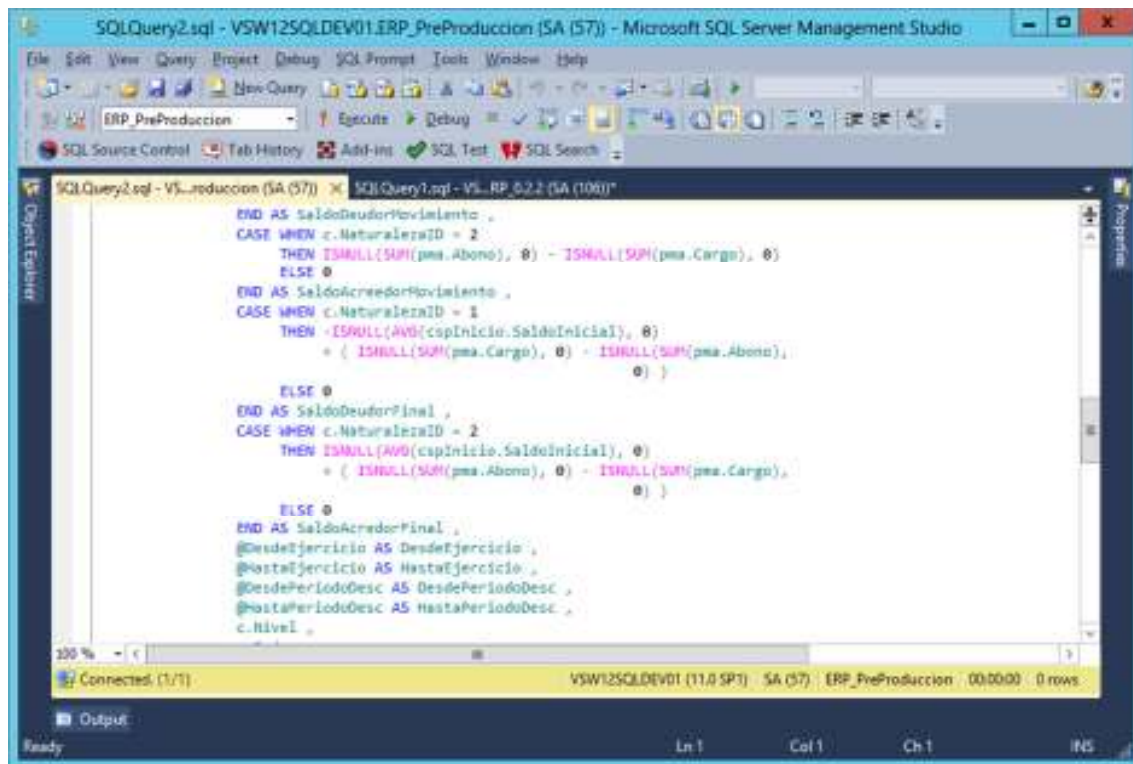 SQLQuery2.sql - VSW12SQLDEV01.ERP_PreProduccion (SA (57)) - Microsoft SQL Server Management Studio
File Edit View Query Project Debug SQL Prompt Tools Window Help
New Query
ERP_PreProduccion Execute Debug
SQL Source Control Tab History Add-ins SQL Test SQL Search
SQLQuery2.sql - VS...roduccion (SA (57)) SQLQuery1.sql - VS...RP_0.2.2 (SA (106))*
Object Explorer
Properties
END AS SaldoDeudorMovimiento ,
CASE WHEN c.NaturalezaID = 2
THEN ISNULL(SUM(pma.Abono), 0) - ISNULL(SUM(pma.Cargo), 0)
ELSE 0
END AS SaldoAcreedorMovimiento ,
CASE WHEN c.NaturalezaID = 1
THEN -ISNULL(AVG(cspInicio.SaldoInicial), 0)
+ ( ISNULL(SUM(pma.Cargo), 0) - ISNULL(SUM(pma.Abono),
0) )
ELSE 0
END AS SaldoDeudorFinal ,
CASE WHEN c.NaturalezaID = 2
THEN ISNULL(AVG(cspInicio.SaldoInicial), 0)
+ ( ISNULL(SUM(pma.Abono), 0) - ISNULL(SUM(pma.Cargo),
0) )
ELSE 0
END AS SaldoAcredorFinal ,
@DesdeEjercicio AS DesdeEjercicio ,
@HastaEjercicio AS HastaEjercicio ,
@DesdePeriodoDesc AS DesdePeriodoDesc ,
@HastaPeriodoDesc AS HastaPeriodoDesc ,
c.Nivel ,
100 %
Connected. (1/1) VSW12SQLDEV01 (11.0 SP1) SA (57) ERP_PreProduccion 00:00:00 0 rows
Output
Ready Ln 1 Col 1 Ch 1 INS